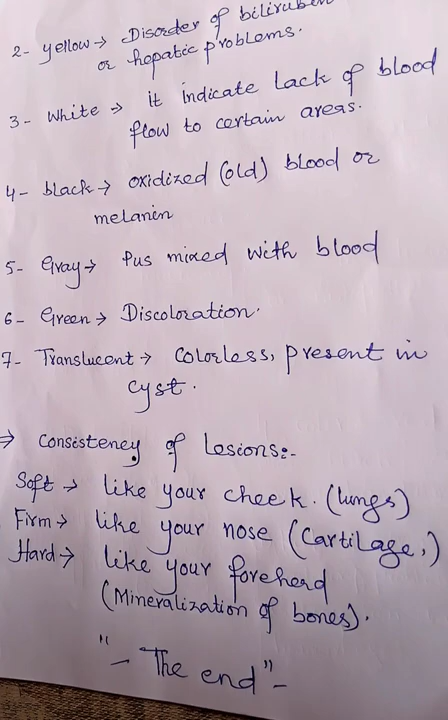 2- yellow → Disorder of bilirubin
or hepatic problems.
3- white → it indicate lack of blood
flow to certain areas.
4- black → oxidized (old) blood or
melanin
5- Gray → Pus mixed with blood
6- Green → Discoloration.
7- Translucent → colorless, present in
cyst.
⇒ Consistency of Lesions:-
Soft → like your cheek. (lungs)
Firm → like your nose (Cartilage,)
Hard → like your foreherd
(Mineralization of bones).
"- The end"-